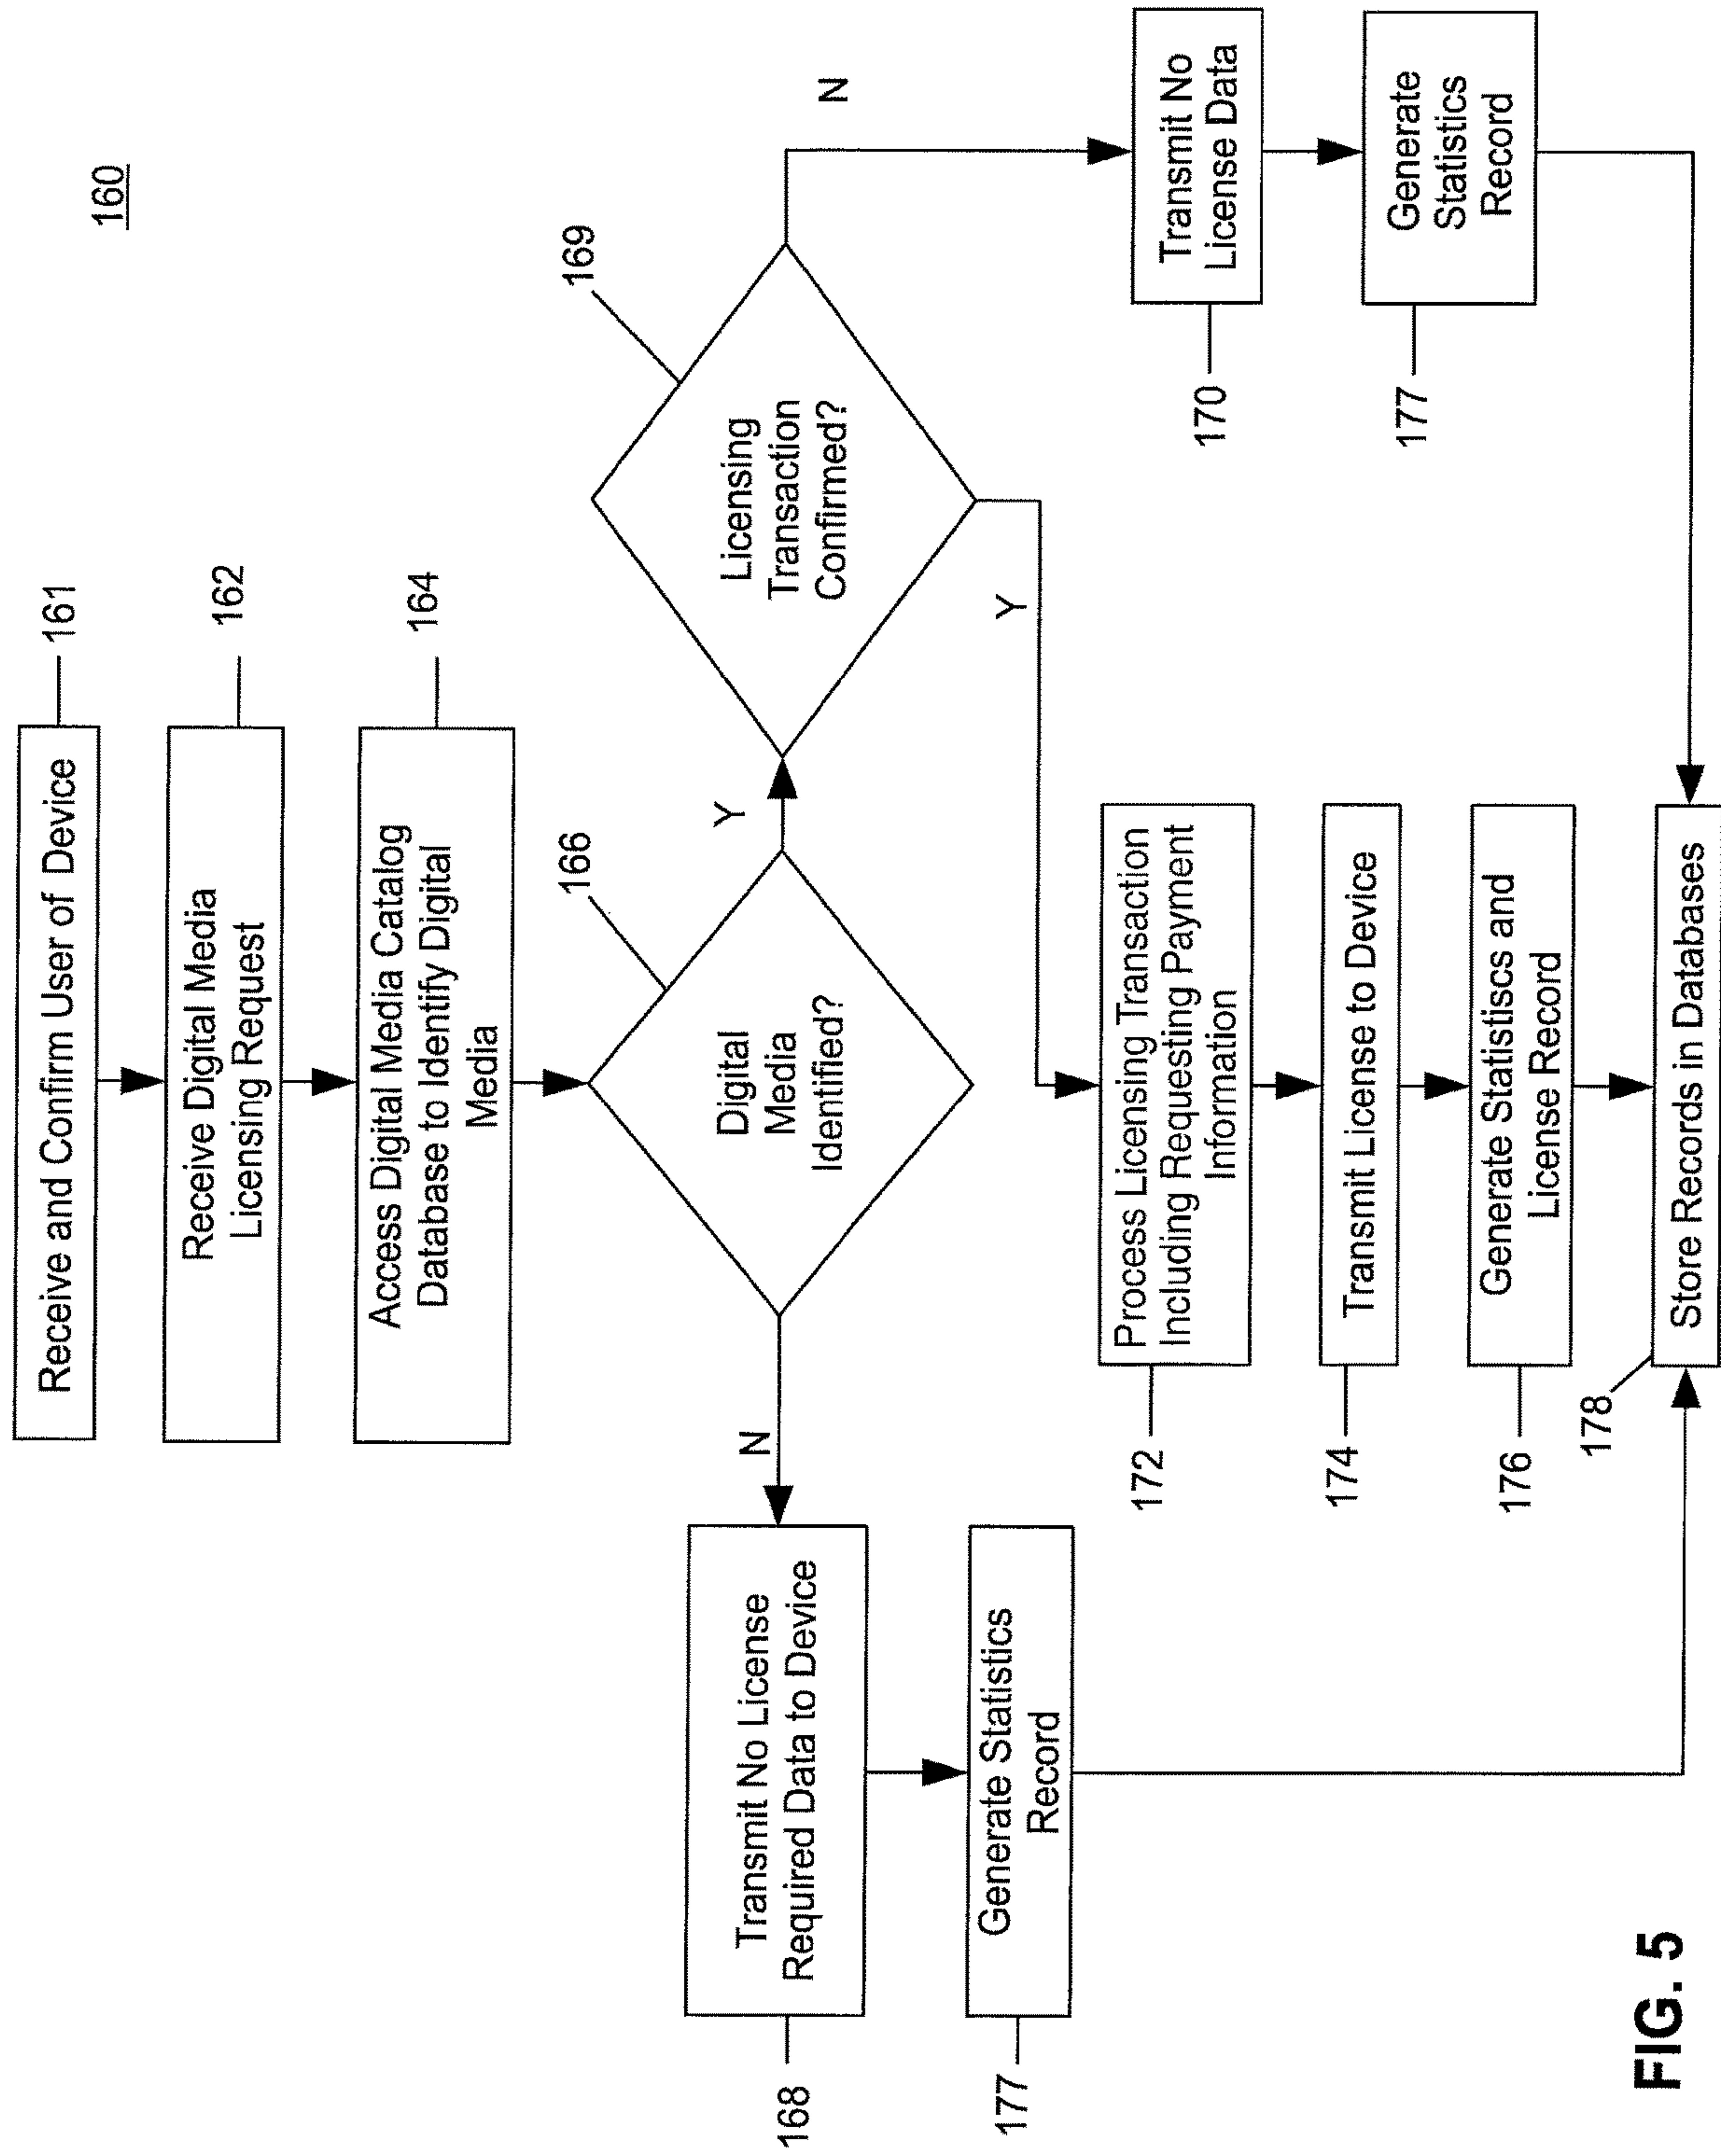 160
Receive and Confirm User of Device
161
Receive Digital Media
Licensing Request
162
Access Digital Media Catalog
Database to Identify Digital
Media
164
Digital
Media
Identified?
166
Y
N
Licensing
Transaction
Confirmed?
169
N
Y
Transmit No License
Required Data to Device
168
Generate Statistics
Record
177
Process Licensing Transaction
Including Requesting Payment
Information
172
Transmit License to Device
174
Generate Statistiscs and
License Record
176
Transmit No
License Data
170
Generate
Statistics
Record
177
Store Records in Databases
178
FIG. 5